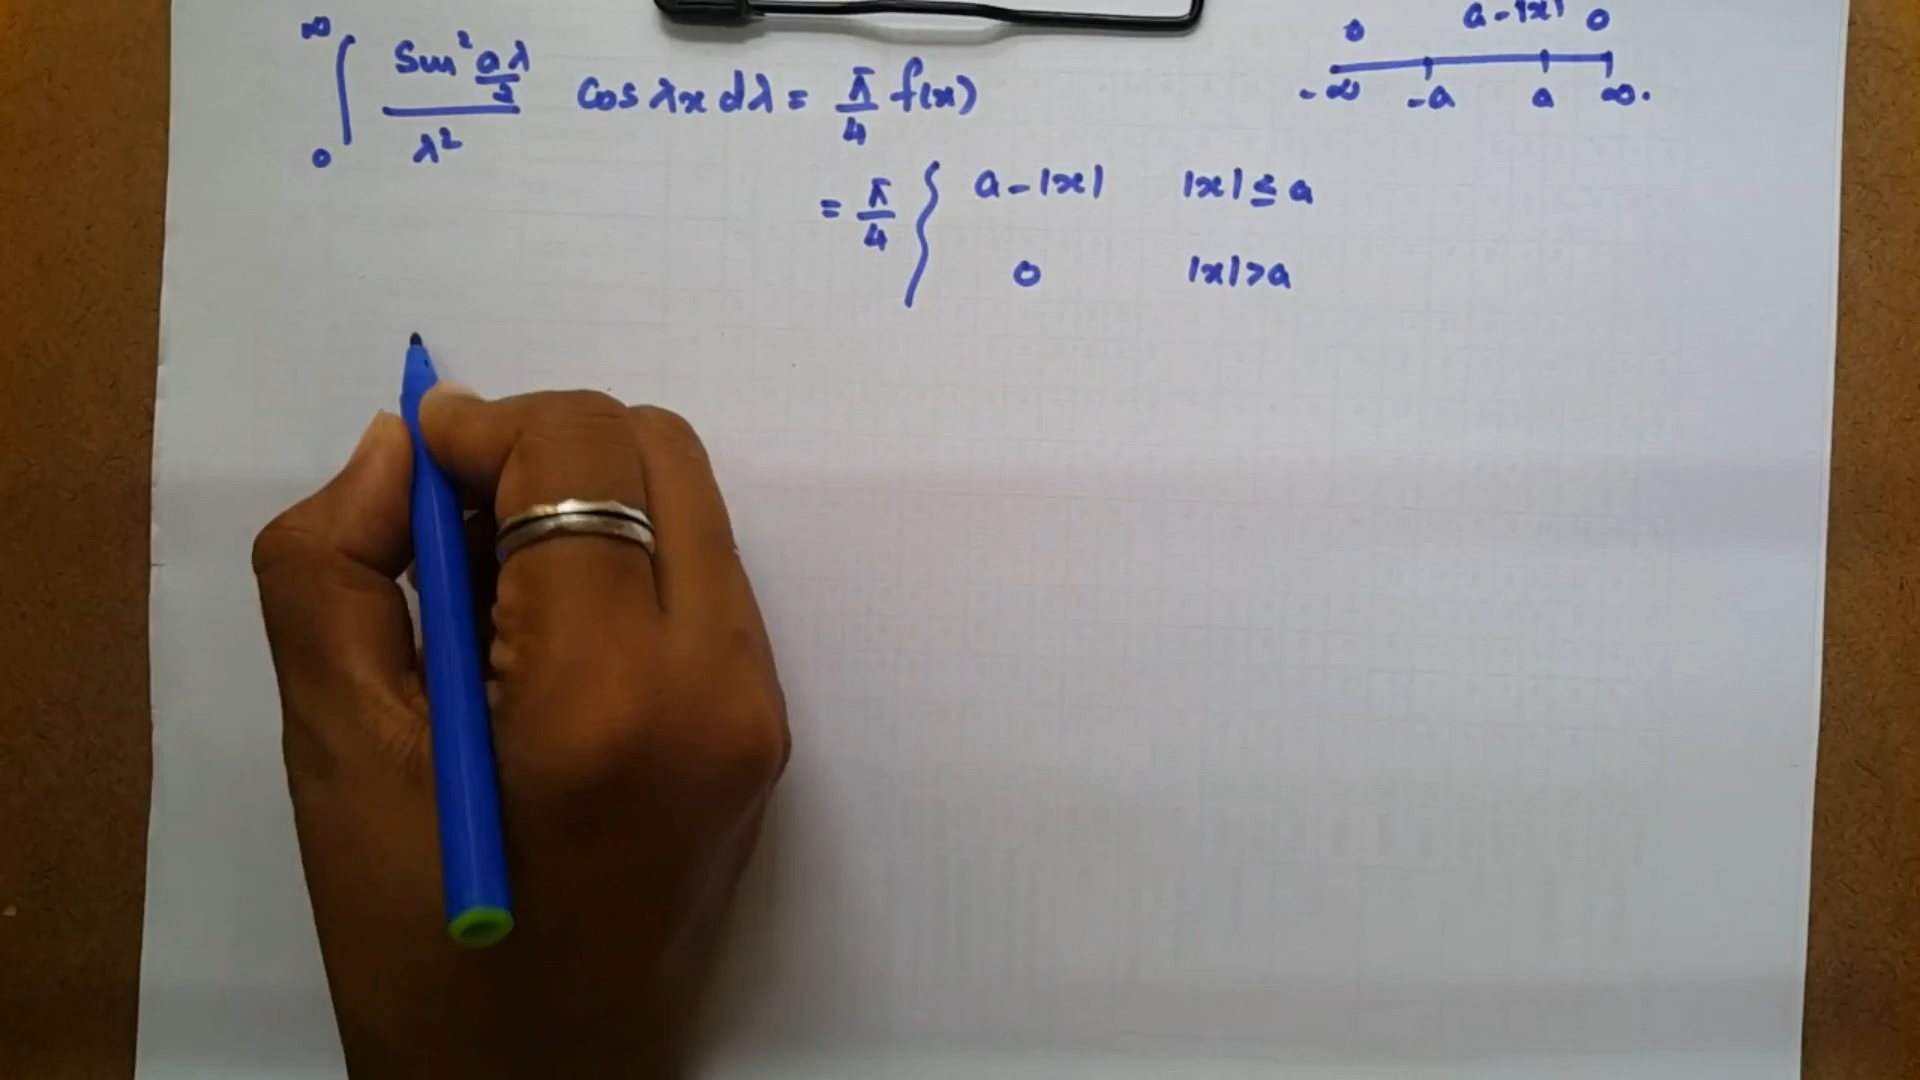 ∞ ∫ 0 Sin² aλ/2 / λ² Cos λx dλ = π/4 f(x)
= π/4 { a-|x| |x| ≤ a
0 |x|>a
0 a-|x| 0
-∞ -a a ∞.